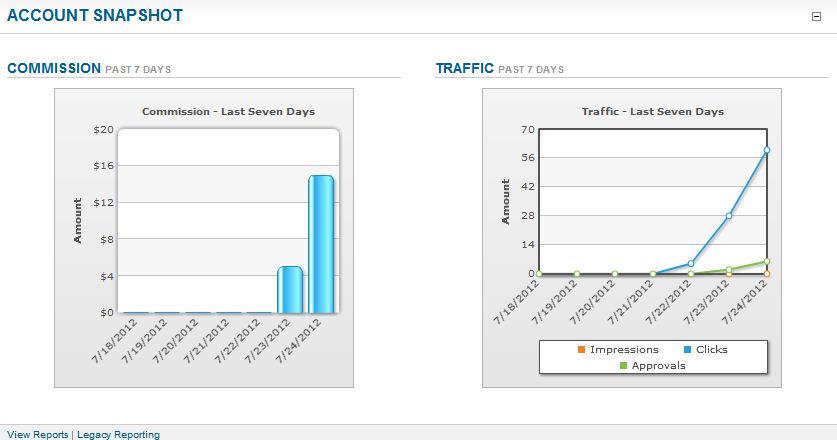 ACCOUNT SNAPSHOT
COMMISSION PAST 7 DAYS
Commission - Last Seven Days
Amount
$20
$16
$12
$8
$4
$0
7/18/2012
7/19/2012
7/20/2012
7/21/2012
7/22/2012
7/23/2012
7/24/2012
TRAFFIC PAST 7 DAYS
Traffic - Last Seven Days
Amount
70
56
42
28
14
0
7/18/2012
7/19/2012
7/20/2012
7/21/2012
7/22/2012
7/23/2012
7/24/2012
Impressions Clicks
Approvals
View Reports | Legacy Reporting